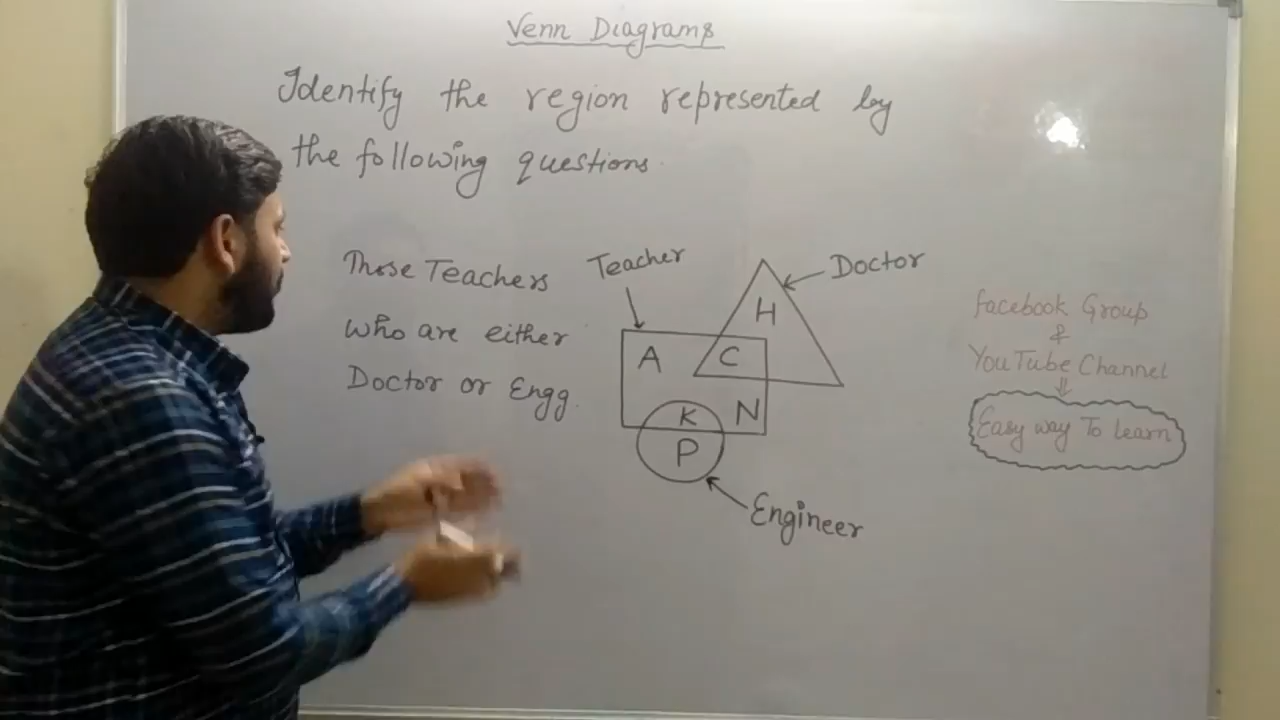 Venn Diagrams
Identify the region represented by
the following questions.
Those Teachers
who are either
Doctor or Engg.
Teacher
Doctor
H
A
C
K
N
P
Engineer
Facebook Group
&
YouTube Channel
Easy way To Learn